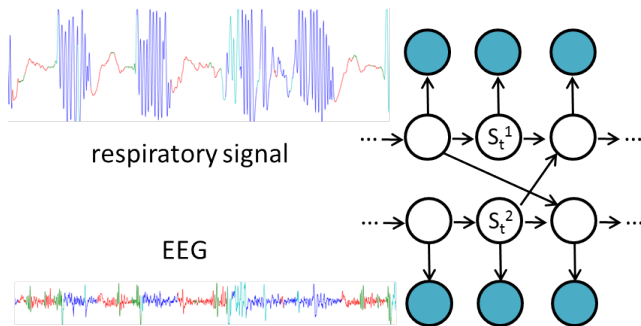 ... S_t^1 ...
respiratory signal
... S_t^2 ...
EEG